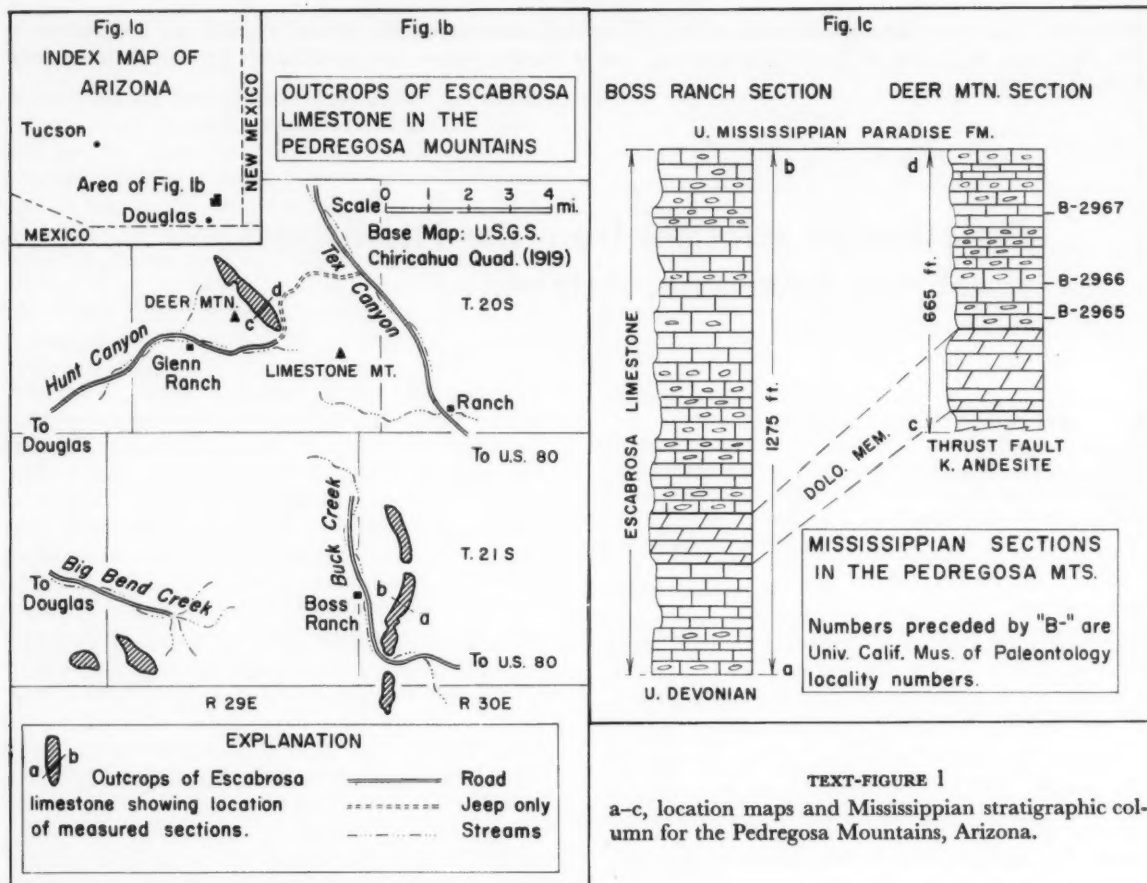 Fig. 1a
INDEX MAP OF
ARIZONA
Tucson
NEW MEXICO
Area of Fig. 1b
Douglas
MEXICO
Fig. 1b
OUTCROPS OF ESCABROSA
LIMESTONE IN THE
PEDREGOSA MOUNTAINS
0 1 2 3 4
Scale mi.
Base Map: U.S.G.S.
Chiricahua Quad. (1919)
Tex Canyon
T. 20S
DEER MTN.
d
c
Hunt Canyon
Glenn
Ranch
LIMESTONE MT.
Ranch
To
Douglas
To U.S. 80
Buck Creek
T. 21 S
Big Bend Creek
To
Douglas
Boss
Ranch
b
a
To U.S. 80
R 29E R 30E
EXPLANATION
a b
Outcrops of Escabrosa
limestone showing location
of measured sections.
Road
Jeep only
Streams
Fig. 1c
BOSS RANCH SECTION DEER MTN. SECTION
U. MISSISSIPPIAN PARADISE FM.
b
d
B-2967
B-2966
B-2965
665 ft.
ESCABROSA LIMESTONE
1275 ft.
DOLO. MEM.
c
THRUST FAULT
K. ANDESITE
a
U. DEVONIAN
MISSISSIPPIAN SECTIONS
IN THE PEDREGOSA MTS.
Numbers preceded by "B-" are
Univ. Calif. Mus. of Paleontology
locality numbers.
TEXT-FIGURE 1
a–c, location maps and Mississippian stratigraphic col-
umn for the Pedregosa Mountains, Arizona.